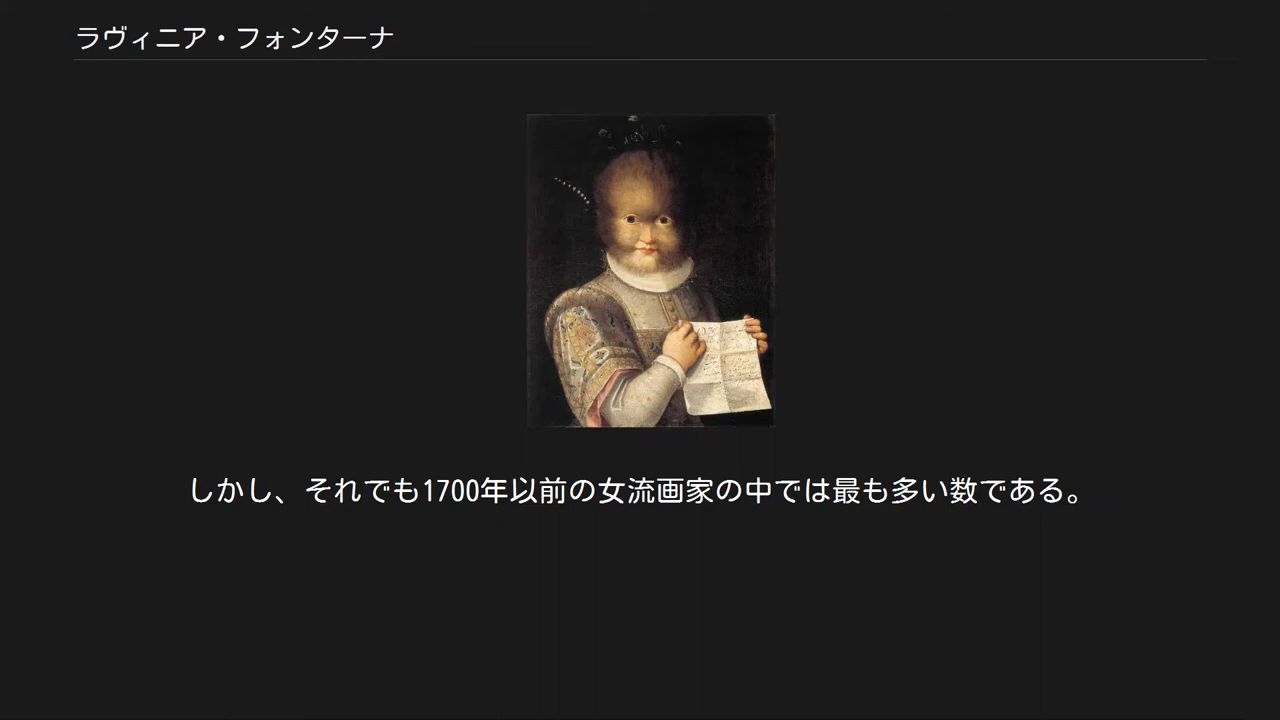 ラヴィニア・フォンターナ
しかし、それでも1700年以前の女流画家の中では最も多い数である。